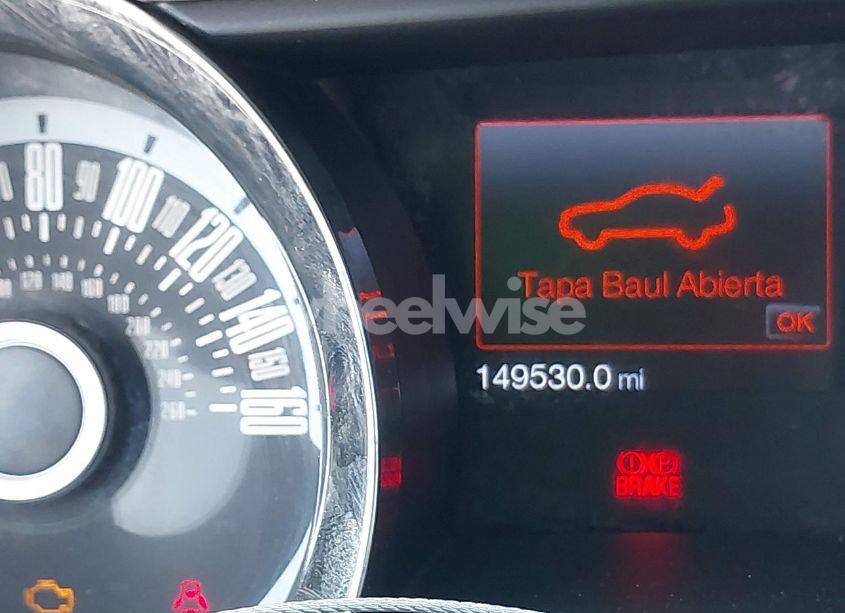 80 90 100 110 120 130 140 150 160
120 140 160 180 200 220 240 260
wheelwise
Tapa Baul Abierta
OK
149530.0 mi
(!)(P)
BRAKE